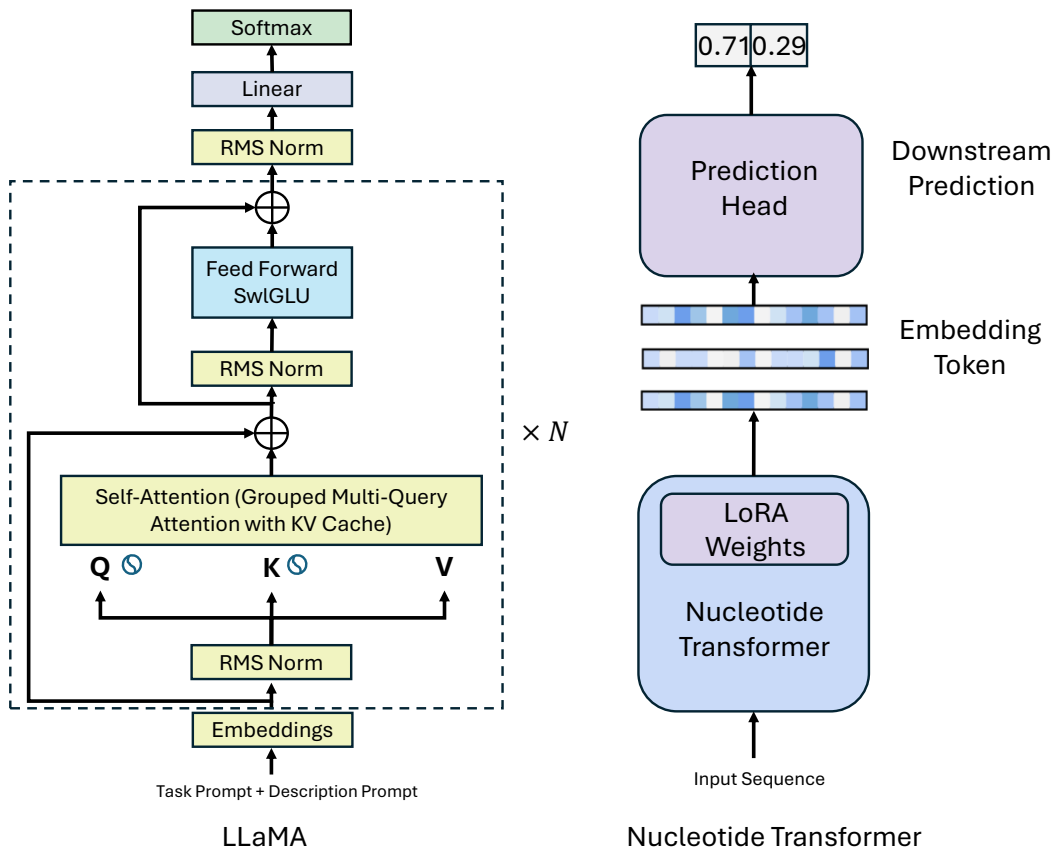 Softmax
Linear
RMS Norm
Feed Forward
SwlGLU
RMS Norm
× N
Self-Attention (Grouped Multi-Query
Attention with KV Cache)
Q K V
RMS Norm
Embeddings
Task Prompt + Description Prompt
LLaMA
0.71 0.29
Prediction
Head
Downstream
Prediction
Embedding
Token
LoRA
Weights
Nucleotide
Transformer
Input Sequence
Nucleotide Transformer